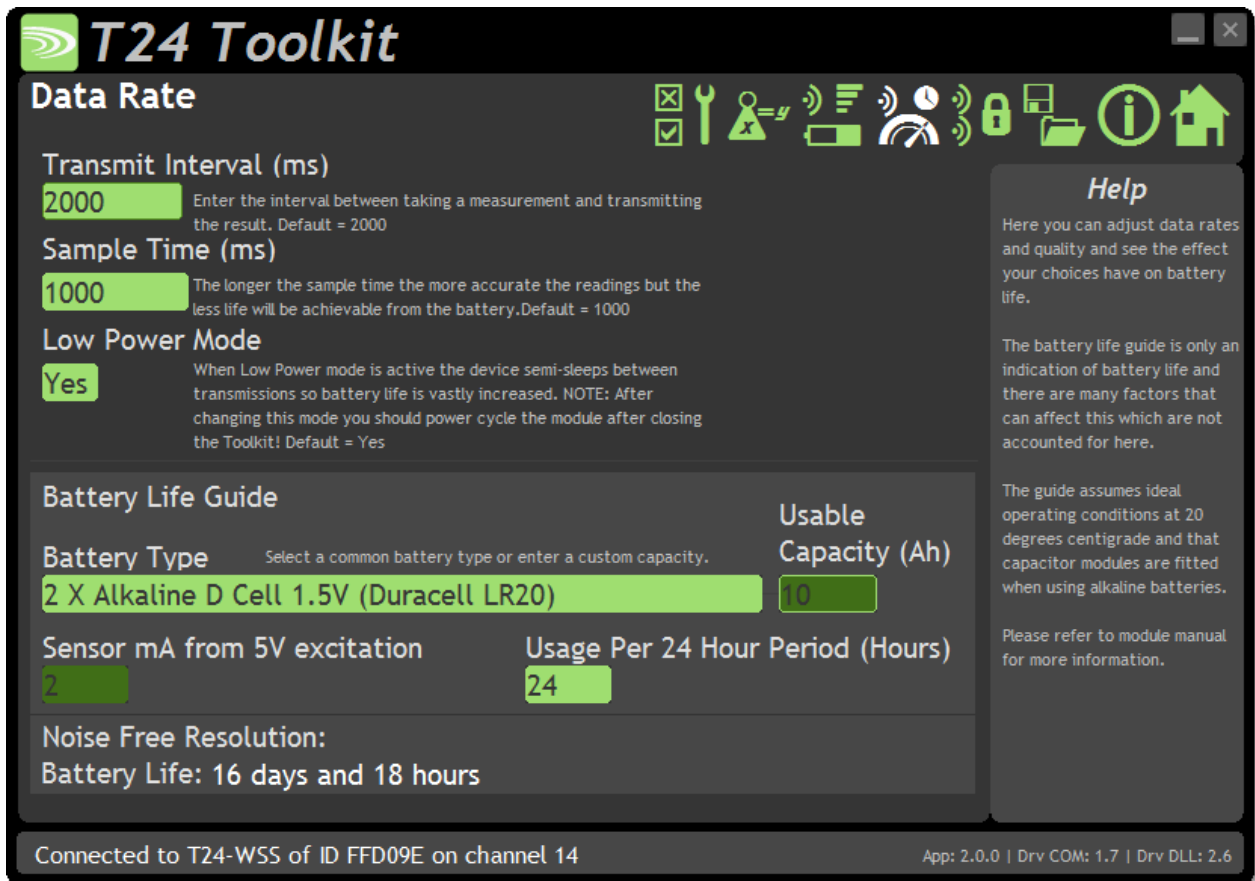 T24 Toolkit
Data Rate
Transmit Interval (ms)
2000
Enter the interval between taking a measurement and transmitting
the result. Default = 2000
Sample Time (ms)
1000
The longer the sample time the more accurate the readings but the
less life will be achievable from the battery.Default = 1000
Low Power Mode
Yes
When Low Power mode is active the device semi-sleeps between
transmissions so battery life is vastly increased. NOTE: After
changing this mode you should power cycle the module after closing
the Toolkit! Default = Yes
Battery Life Guide
Battery Type
Select a common battery type or enter a custom capacity.
Usable
Capacity (Ah)
2 X Alkaline D Cell 1.5V (Duracell LR20)
10
Sensor mA from 5V excitation
2
Usage Per 24 Hour Period (Hours)
24
Noise Free Resolution:
Battery Life: 16 days and 18 hours
x=y
Help
Here you can adjust data rates
and quality and see the effect
your choices have on battery
life.
The battery life guide is only an
indication of battery life and
there are many factors that
can affect this which are not
accounted for here.
The guide assumes ideal
operating conditions at 20
degrees centigrade and that
capacitor modules are fitted
when using alkaline batteries.
Please refer to module manual
for more information.
Connected to T24-WSS of ID FFD09E on channel 14
App: 2.0.0 | Drv COM: 1.7 | Drv DLL: 2.6